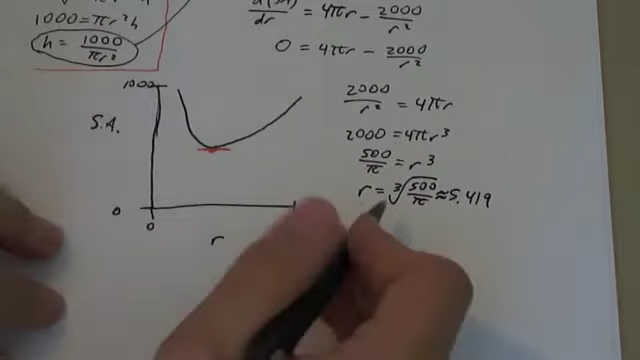 1000 = πr²h
h = 1000/πr²
/dr = 4πr − 2000/r²
0 = 4πr − 2000/r²
1000
S.A.
0
0
r
2000/r² = 4πr
2000 = 4πr³
500/π = r³
r = ³√(500/π) ≈ 5.419